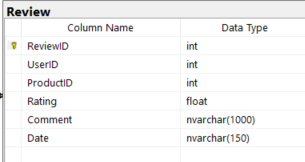 Review
Column Name Data Type
ReviewID int
UserID int
ProductID int
Rating float
Comment nvarchar(1000)
Date nvarchar(150)